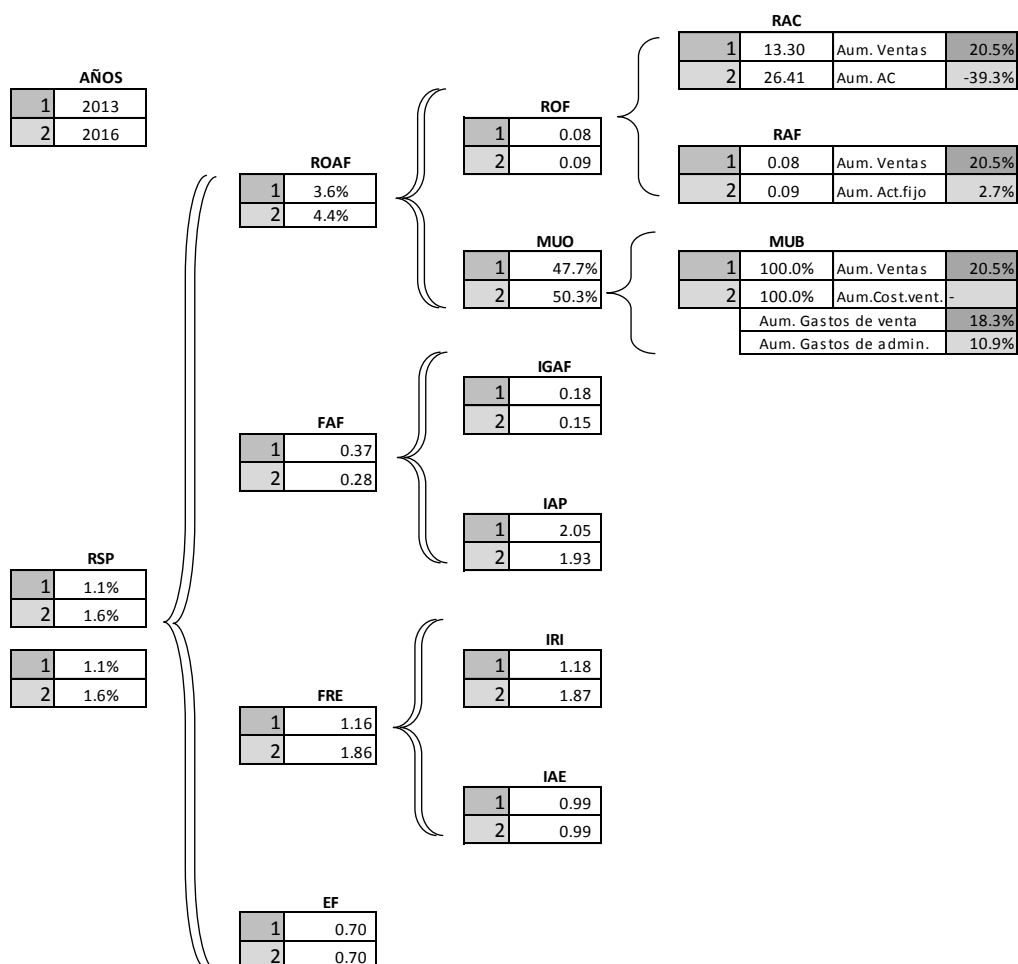 AÑOS
1 2013
2 2016
RSP
1 1.1%
2 1.6%
1 1.1%
2 1.6%
ROAF
1 3.6%
2 4.4%
FAF
1 0.37
2 0.28
FRE
1 1.16
2 1.86
EF
1 0.70
2 0.70
ROF
1 0.08
2 0.09
MUO
1 47.7%
2 50.3%
IGAF
1 0.18
2 0.15
IAP
1 2.05
2 1.93
IRI
1 1.18
2 1.87
IAE
1 0.99
2 0.99
RAC
1 13.30 Aum. Ventas 20.5%
2 26.41 Aum. AC -39.3%
RAF
1 0.08 Aum. Ventas 20.5%
2 0.09 Aum. Act.fijo 2.7%
MUB
1 100.0% Aum. Ventas 20.5%
2 100.0% Aum.Cost.vent. -
Aum. Gastos de venta 18.3%
Aum. Gastos de admin. 10.9%